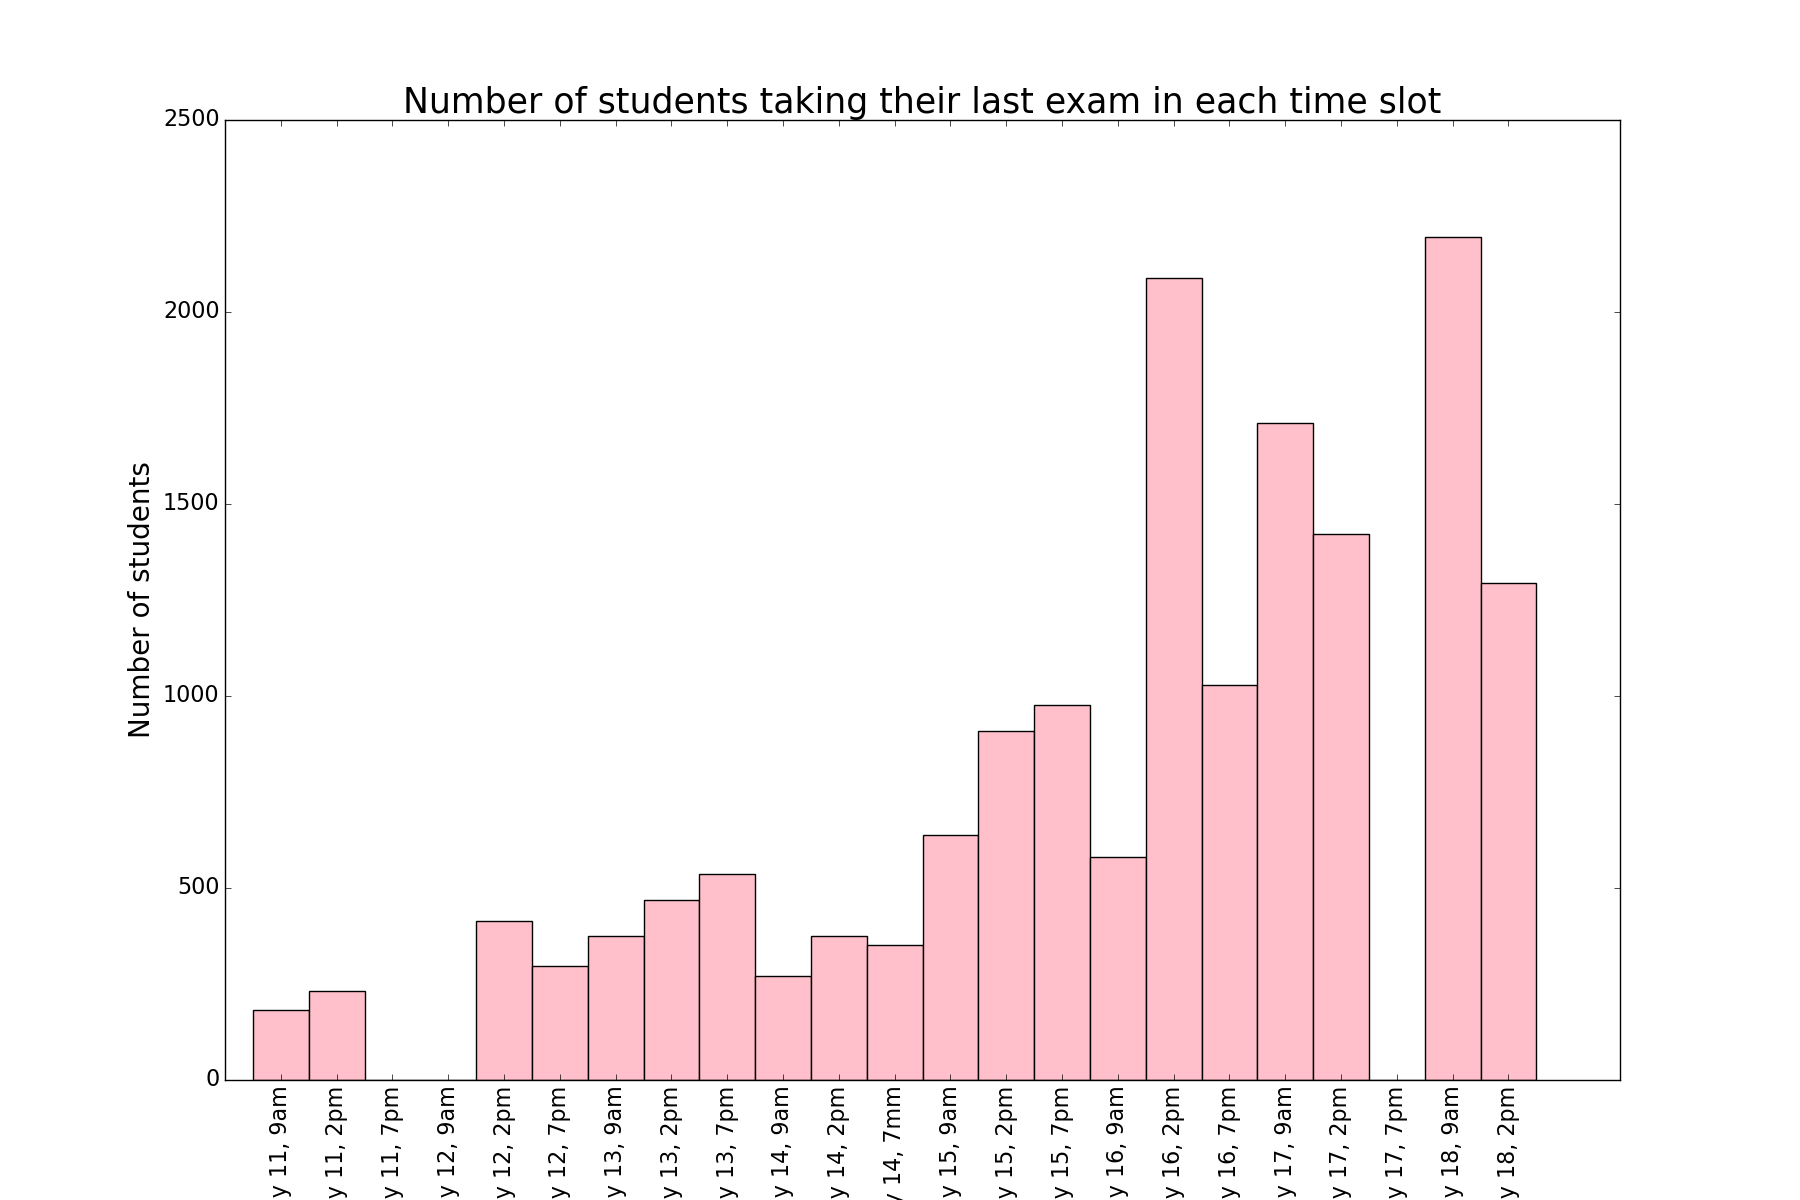 Number of students taking their last exam in each time slot
Number of students
2500
2000
1500
1000
500
0
y 11, 9am
y 11, 2pm
y 11, 7pm
y 12, 9am
y 12, 2pm
y 12, 7pm
y 13, 9am
y 13, 2pm
y 13, 7pm
y 14, 9am
y 14, 2pm
y 14, 7mm
y 15, 9am
y 15, 2pm
y 15, 7pm
y 16, 9am
y 16, 2pm
y 16, 7pm
y 17, 9am
y 17, 2pm
y 17, 7pm
y 18, 9am
y 18, 2pm